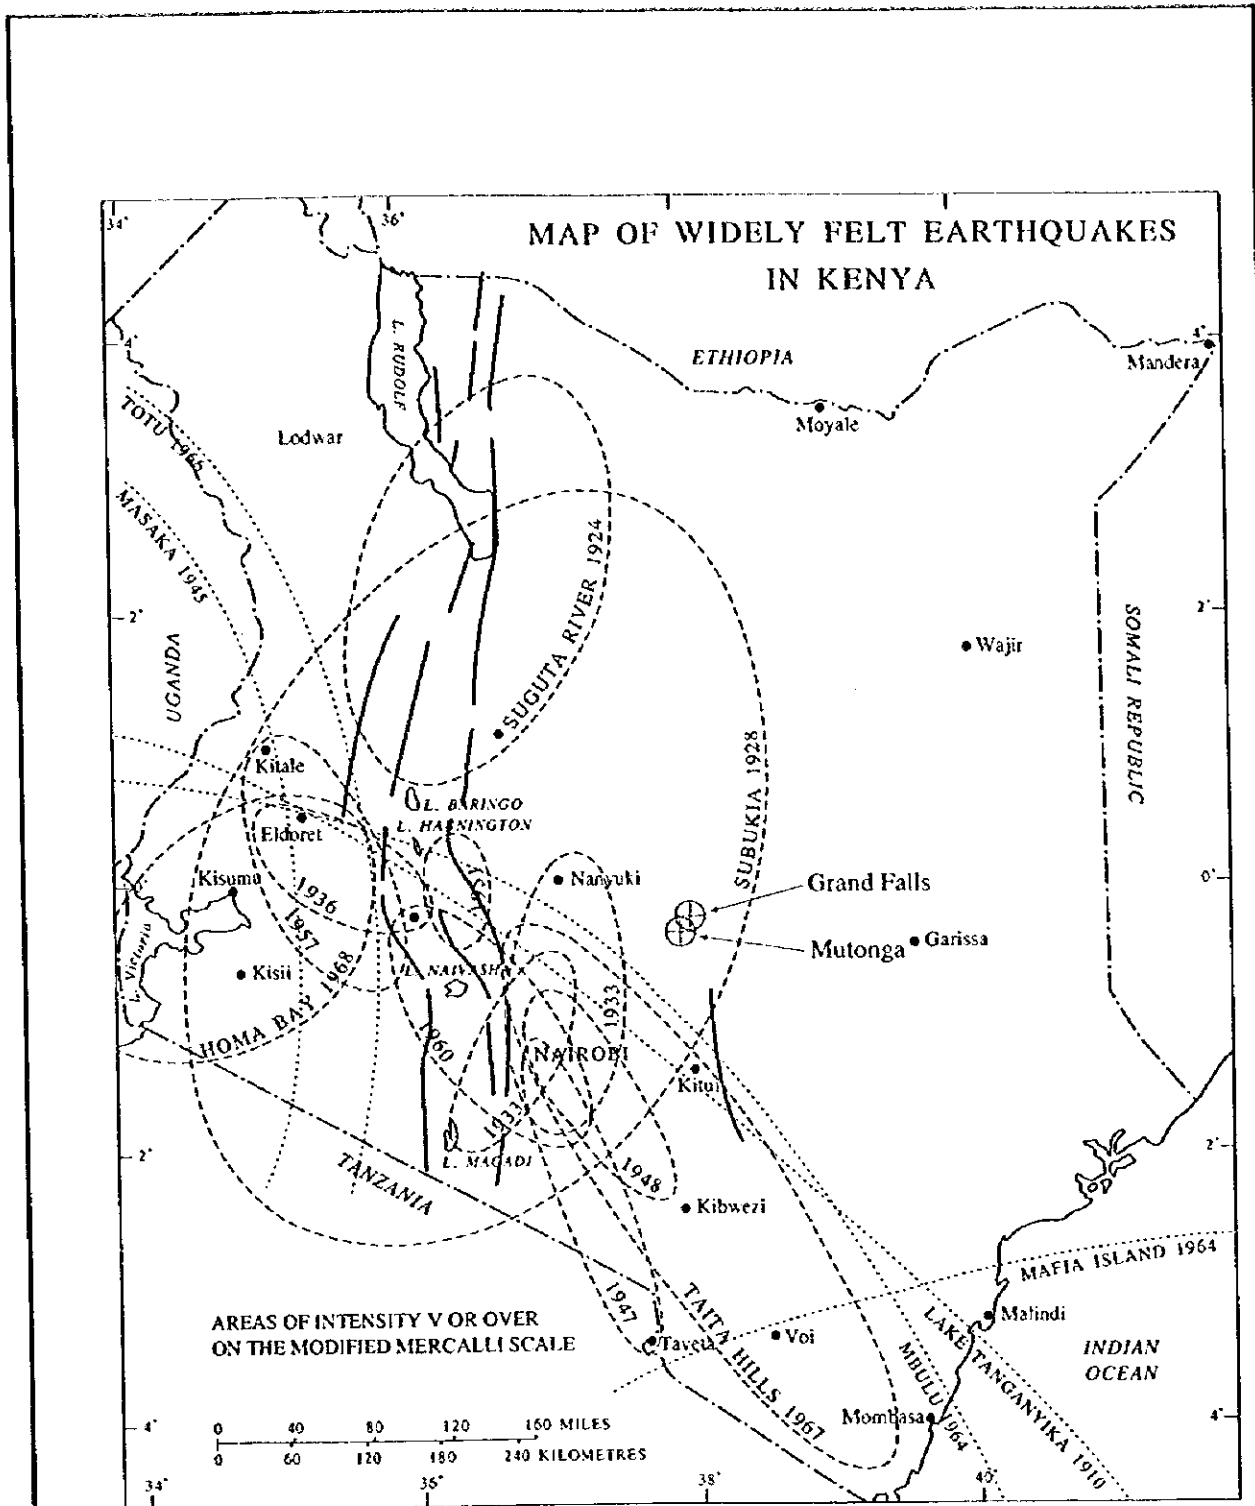 34°
36°
MAP OF WIDELY FELT EARTHQUAKES
IN KENYA
4°
4°
L. RUDOLF
ETHIOPIA
Mandera
Moyale
TOTU 1966
Lodwar
MASAKA 1945
SUGUTA RIVER 1924
2°
2°
UGANDA
Wajir
SOMALI REPUBLIC
Kitale
SUBUKIA 1928
L. BARINGO
L. HANNINGTON
Eldoret
Kisumu
1936
Nanyuki
Grand Falls
0°
1957
L. Victoria
Mutonga
Garissa
Kisii
L. NAIVASHA
HOMA BAY 1968
1960
1933
NAIROBI
Kitui
1933
2°
2°
L. MAGADI
1948
TANZANIA
Kibwezi
MAFIA ISLAND 1964
1947
TAITA HILLS 1967
AREAS OF INTENSITY V OR OVER
ON THE MODIFIED MERCALLI SCALE
Taveta
Voi
Malindi
MBULU 1964
LAKE TANGANYIKA 1910
INDIAN
OCEAN
Mombasa
4°
4°
0 40 80 120 160 MILES
0 60 120 180 240 KILOMETRES
34°
35°
38°
40°